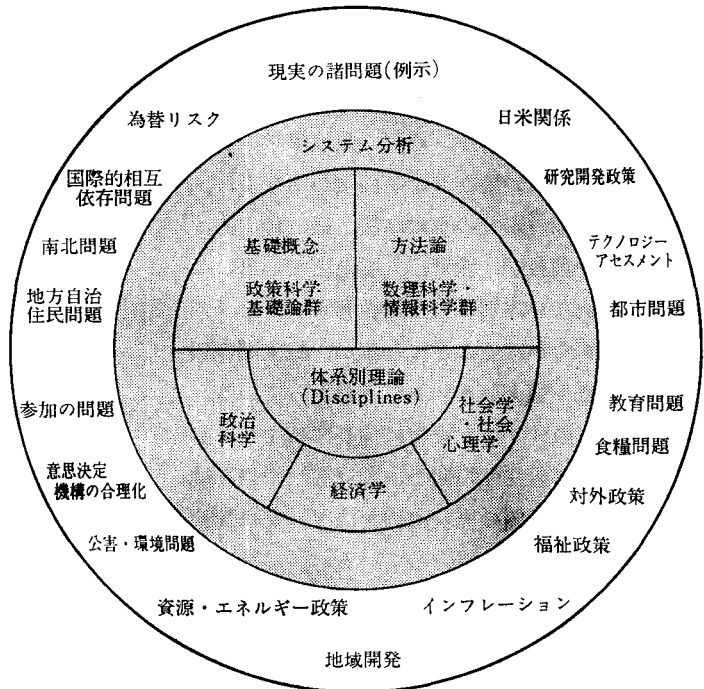 現実の諸問題(例示)
為替リスク
日米関係
システム分析
国際的相互
依存問題
研究開発政策
南北問題
テクノロジー
アセスメント
基礎概念
方法論
政策科学
基礎論群
数理科学・
情報科学群
地方自治
住民問題
都市問題
体系別理論
(Disciplines)
政治
科学
社会学
・社会
心理学
経済学
参加の問題
教育問題
食糧問題
意思決定
機構の合理化
対外政策
公害・環境問題
福祉政策
資源・エネルギー政策
インフレーション
地域開発